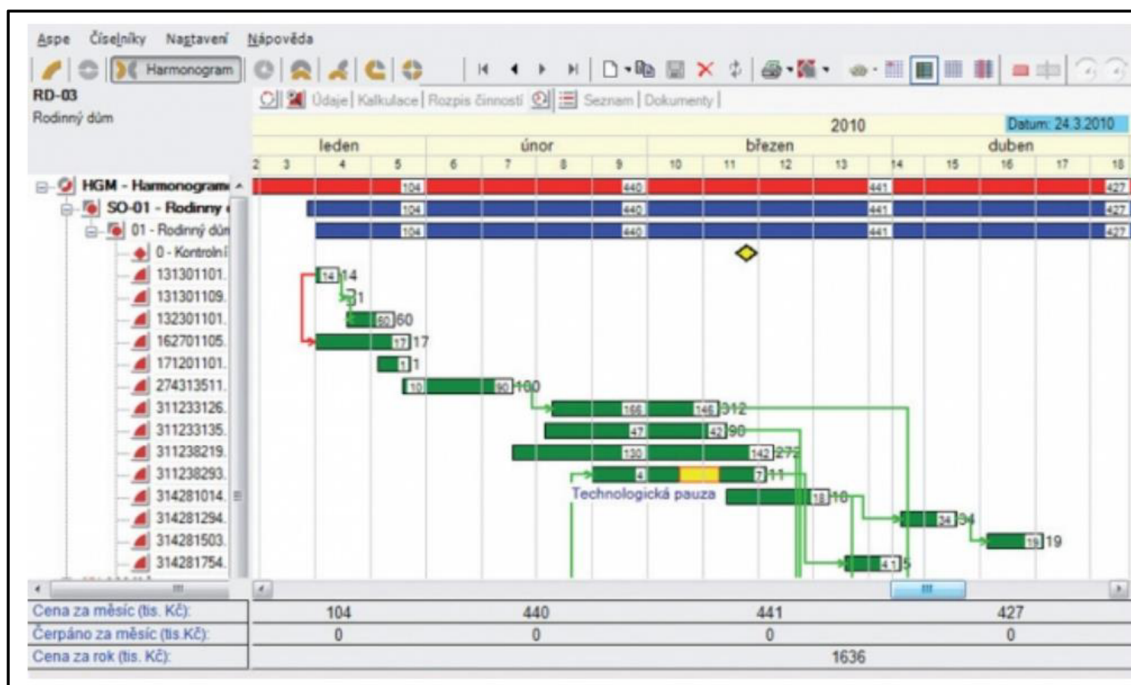 Aspe Číselníky Nastavení Nápověda
Harmonogram
RD-03
Rodinný dům
Údaje | Kalkulace | Rozpis činností Seznam | Dokumenty |
2010 Datum: 24.3.2010
leden únor březen duben
2 3 4 5 6 7 8 9 10 11 12 13 14 15 16 17 18
HGM - Harmonogram 104 440 441 427
SO-01 - Rodinny 104 440 441 427
01 - Rodinný dům 104 440 441 427
0 - Kontrolní
131301101. 14 14
131301109. 1
132301101. 60 60
162701105. 17 17
171201101. 1 1
274313511. 10 90 100
311233126. 166 146 312
311233135. 47 42 90
311238219. 130 142 272
311238293. 4 7 11
Technologická pauza
314281014. 18 18
314281294. 34 34
314281503. 19 19
314281754. 4.1 5
Cena za měsíc (tis. Kč): 104 440 441 427
Čerpáno za měsíc (tis.Kč): 0 0 0 0
Cena za rok (tis. Kč): 1636